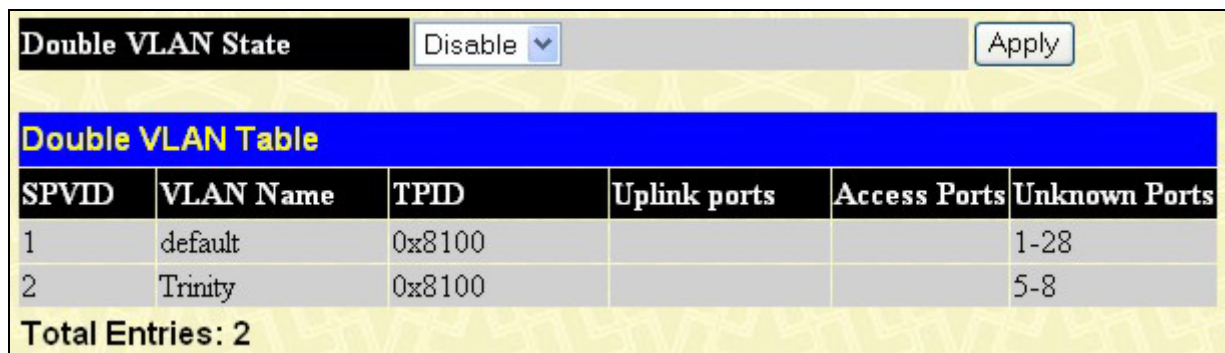 Double VLAN State Disable Apply
Double VLAN Table
SPVID VLAN Name TPID Uplink ports Access Ports Unknown Ports
1 default 0x8100 1-28
2 Trinity 0x8100 5-8
Total Entries: 2